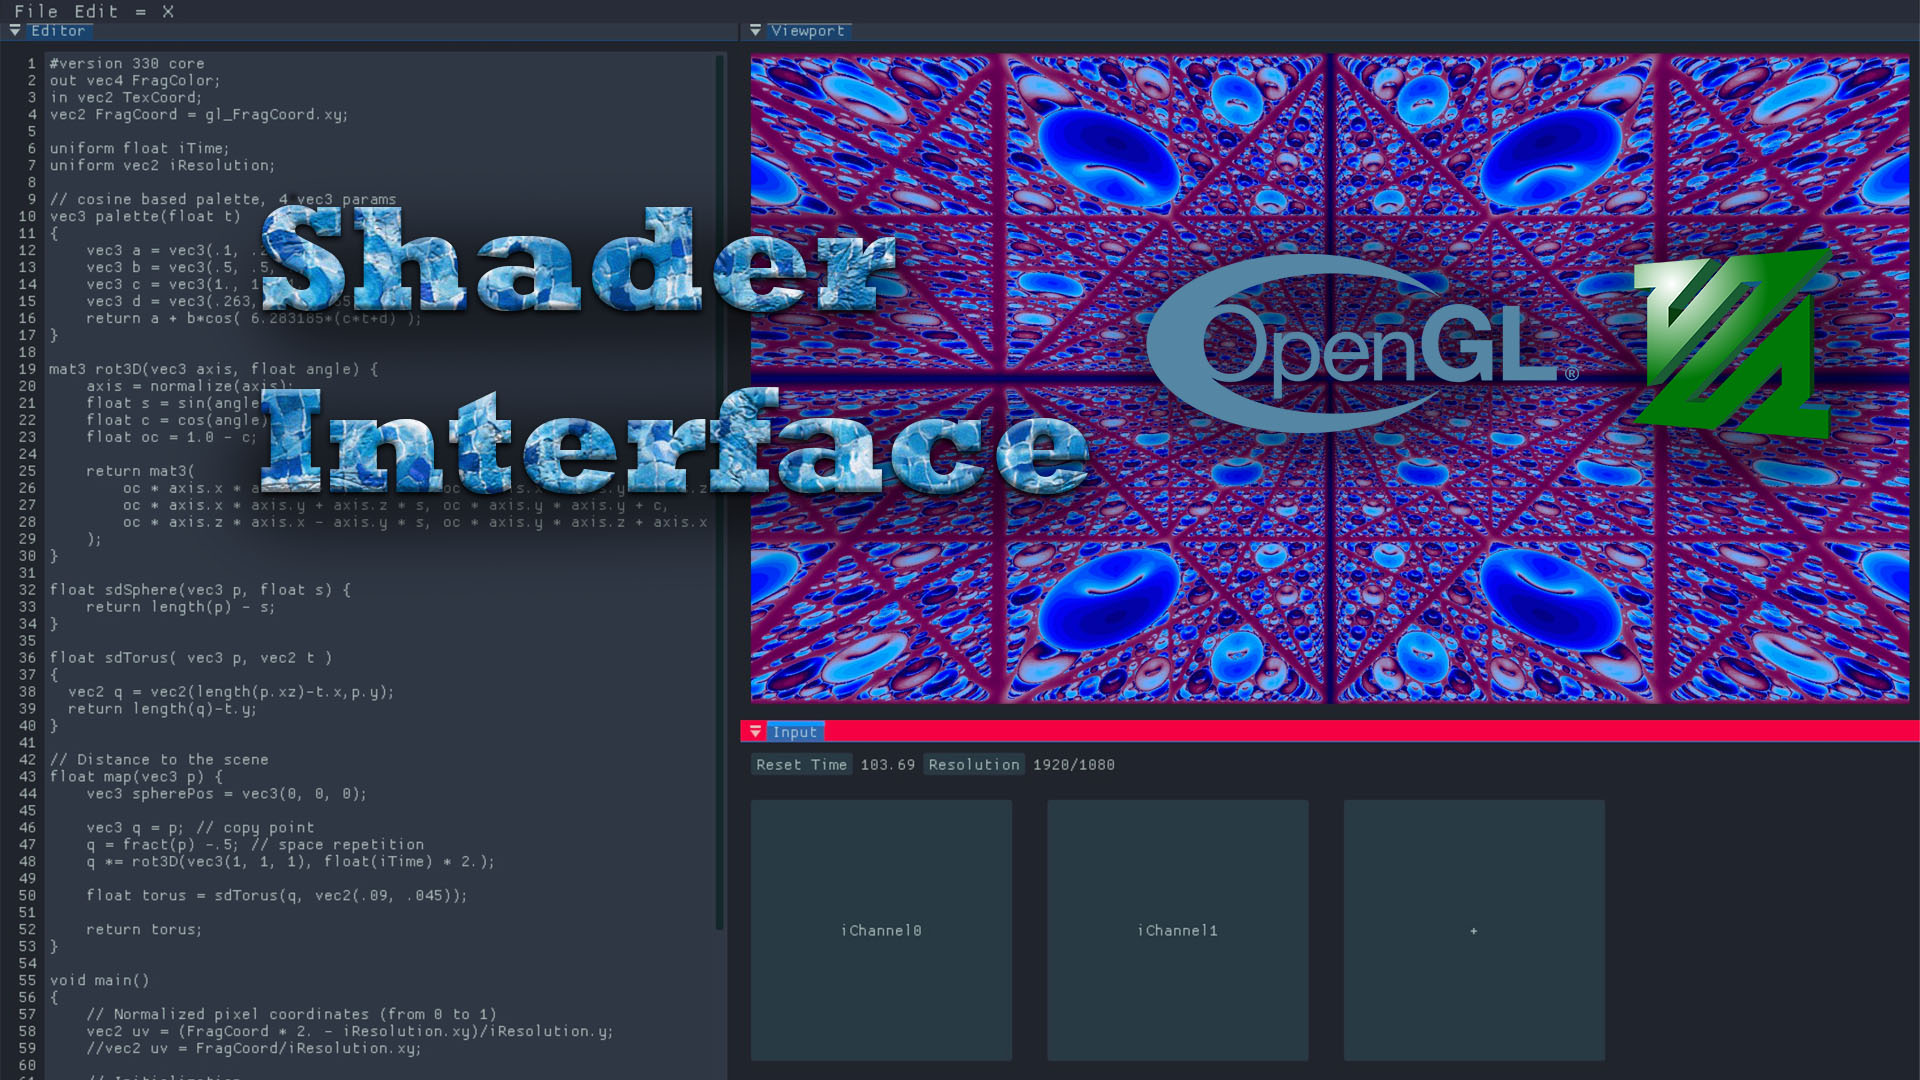 File Edit = X
Editor
1 #version 330 core
2 out vec4 FragColor;
3 in vec2 TexCoord;
4 vec2 FragCoord = gl_FragCoord.xy;
5
6 uniform float iTime;
7 uniform vec2 iResolution;
8
9 // cosine based palette, 4 vec3 params
10 vec3 palette(float t)
11 {
12 vec3 a = vec3(.1,
13 vec3 b = vec3(.5, .5,
14 vec3 c = vec3(1., 1
15 vec3 d = vec3(.263,
16 return a + b*cos( 6.283185*(c*t+d) );
17 }
18
19 mat3 rot3D(vec3 axis, float angle) {
20 axis = normalize(axis);
21 float s = sin(angle
22 float c = cos(angle)
23 float oc = 1.0 - c;
24
25 return mat3(
26 oc * axis.x * a
27 oc * axis.x * axis.y + axis.z * s, oc * axis.y * axis.y + c,
28 oc * axis.z * axis.x - axis.y * s, oc * axis.y * axis.z + axis.x
29 );
30 }
31
32 float sdSphere(vec3 p, float s) {
33 return length(p) - s;
34 }
35
36 float sdTorus( vec3 p, vec2 t )
37 {
38 vec2 q = vec2(length(p.xz)-t.x,p.y);
39 return length(q)-t.y;
40 }
41
42 // Distance to the scene
43 float map(vec3 p) {
44 vec3 spherePos = vec3(0, 0, 0);
45
46 vec3 q = p; // copy point
47 q = fract(p) -.5; // space repetition
48 q *= rot3D(vec3(1, 1, 1), float(iTime) * 2.);
49
50 float torus = sdTorus(q, vec2(.09, .045));
51
52 return torus;
53 }
54
55 void main()
56 {
57 // Normalized pixel coordinates (from 0 to 1)
58 vec2 uv = (FragCoord * 2. - iResolution.xy)/iResolution.y;
59 //vec2 uv = FragCoord/iResolution.xy;
60
Shader
Interface
Viewport
OpenGL®
Input
Reset Time 103.69 Resolution 1920/1080
iChannel0
iChannel1
+